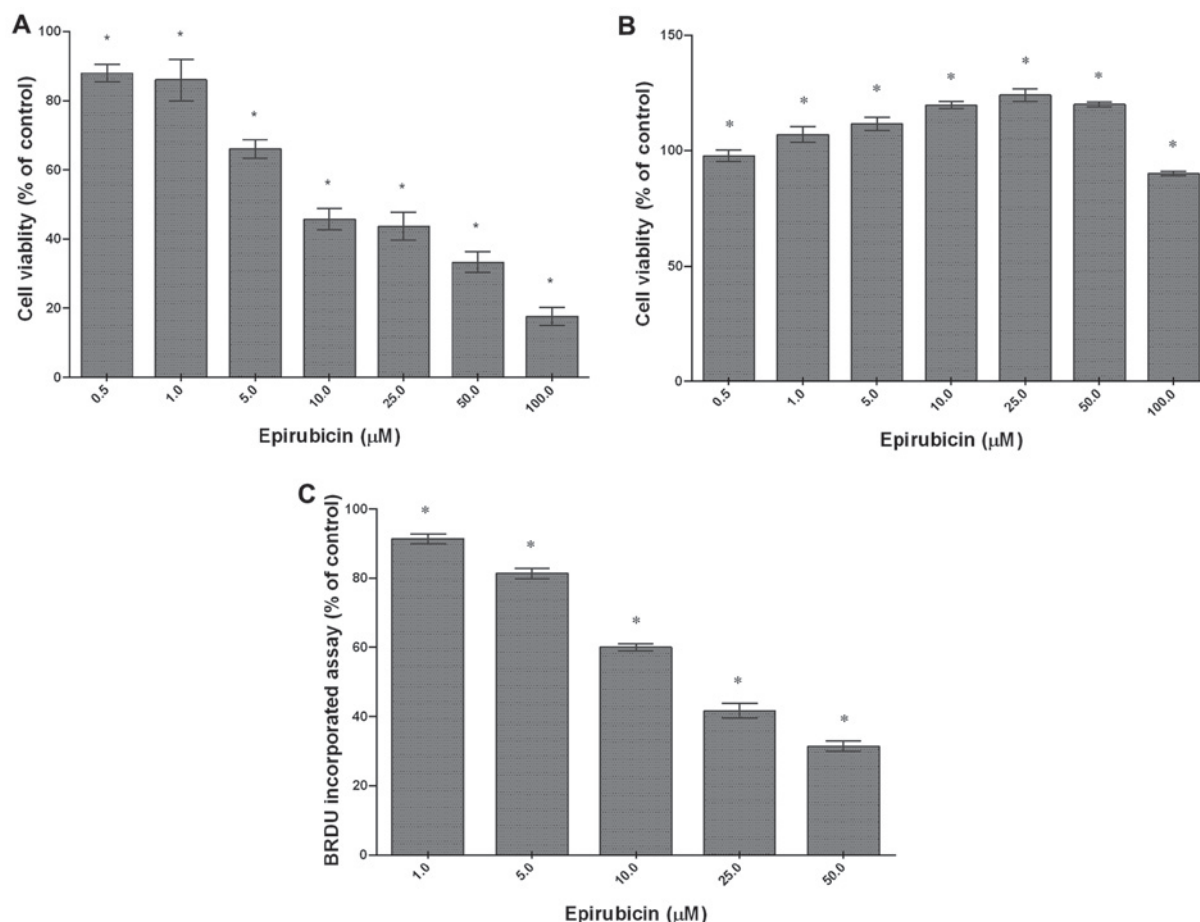 A
Cell viablity (% of control)
100
80
60
40
20
0
* * * * * * *
0.5 1.0 5.0 10.0 25.0 50.0 100.0
Epirubicin (μM)
B
Cell viablity (% of control)
150
100
50
0
* * * * * * *
0.5 1.0 5.0 10.0 25.0 50.0 100.0
Epirubicin (μM)
C
BRDU incorporated assay (% of control)
100
80
60
40
20
0
* * * * *
1.0 5.0 10.0 25.0 50.0
Epirubicin (μM)